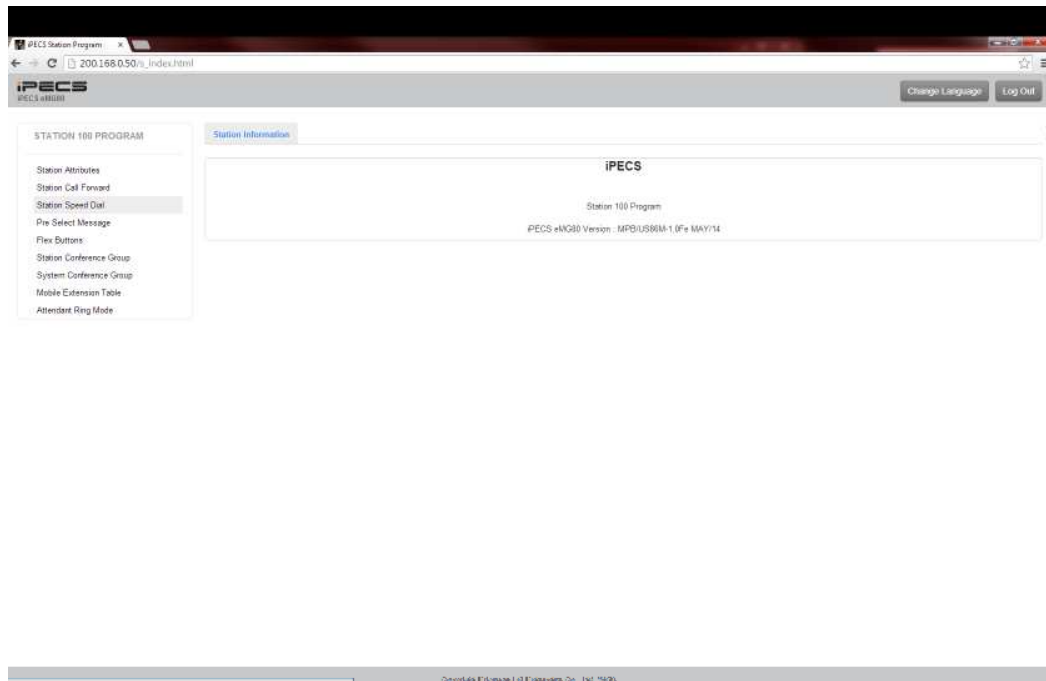 iPECS Station Program
200.168.0.50/s_index.html
iPECS
iPECS eMG80
Change Language
Log Out
STATION 100 PROGRAM
Station Attributes
Station Call Forward
Station Speed Dial
Pre Select Message
Flex Buttons
Station Conference Group
System Conference Group
Mobile Extension Table
Attendant Ring Mode
Station Information
iPECS
Station 100 Program
iPECS eMG80 Version : MPB/US86M-1.0Fe MAY/14